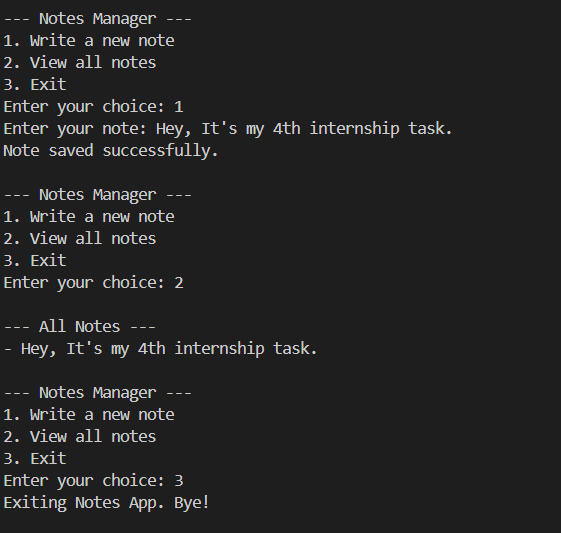 --- Notes Manager ---
1. Write a new note
2. View all notes
3. Exit
Enter your choice: 1
Enter your note: Hey, It's my 4th internship task.
Note saved successfully.

--- Notes Manager ---
1. Write a new note
2. View all notes
3. Exit
Enter your choice: 2

--- All Notes ---
- Hey, It's my 4th internship task.

--- Notes Manager ---
1. Write a new note
2. View all notes
3. Exit
Enter your choice: 3
Exiting Notes App. Bye!